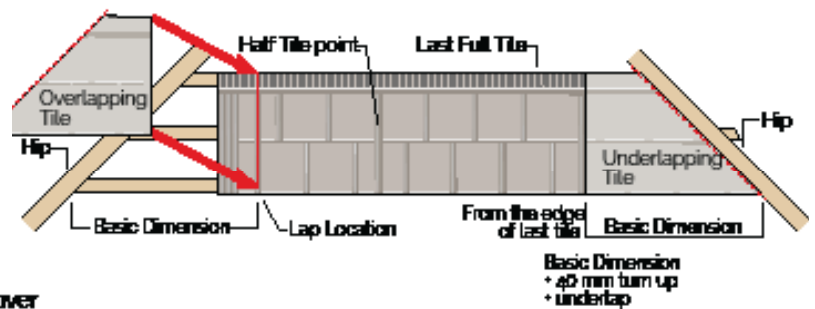 Half Tile point
Last Full Tile
Overlapping
Tile
Hip
Hip
Underlapping
Tile
Basic Dimension
Lap Location
From the edge
of last tile
Basic Dimension
Basic Dimension
+ 40 mm turn up
+ underlap
over